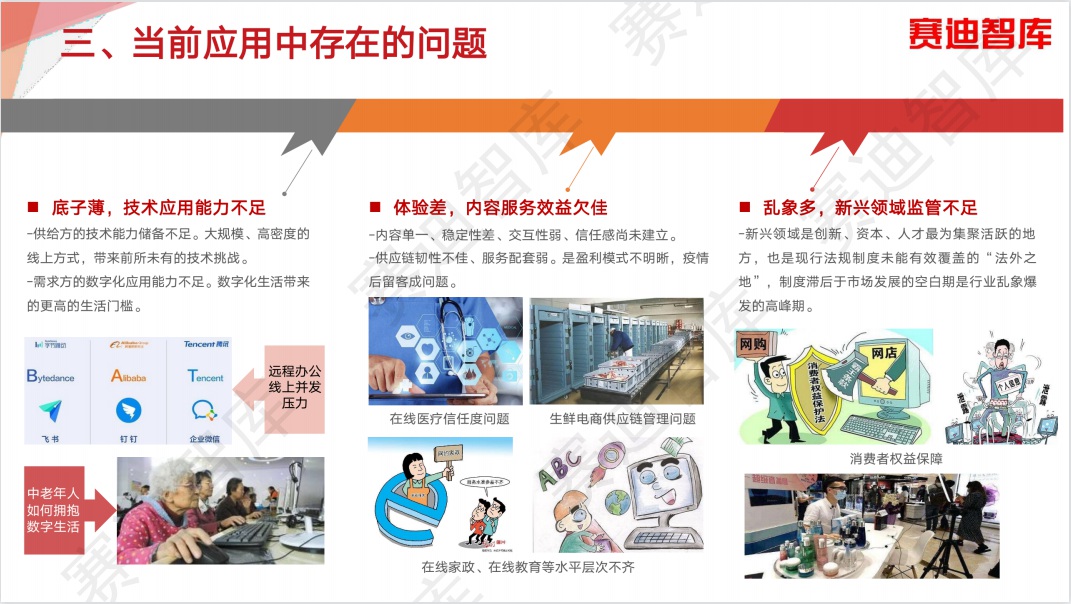 三、当前应用中存在的问题
赛迪智库
■ 底子薄，技术应用能力不足
-供给方的技术能力储备不足。大规模、高密度的
线上方式，带来前所未有的技术挑战。
-需求方的数字化应用能力不足。数字化生活带来
的更高的生活门槛。
字节跳动
Tencent 腾讯
Bytedance
Alibaba
Tencent
飞书
钉钉
企业微信
远程办公
线上并发
压力
中老年人
如何拥抱
数字生活
■ 体验差，内容服务效益欠佳
-内容单一、稳定性差、交互性弱、信任感尚未建立。
-供应链韧性不佳、服务配套弱。是盈利模式不明晰，疫情
后留客成问题。
在线医疗信任度问题
生鲜电商供应链管理问题
ABC
在线家政、在线教育等水平层次不齐
■ 乱象多，新兴领域监管不足
-新兴领域是创新、资本、人才最为集聚活跃的地
方，也是现行法规制度未能有效覆盖的“法外之
地”，制度滞后于市场发展的空白期是行业乱象爆
发的高峰期。
网购
网店
消费者权益保护法
个人信息
泄露
泄露
消费者权益保障